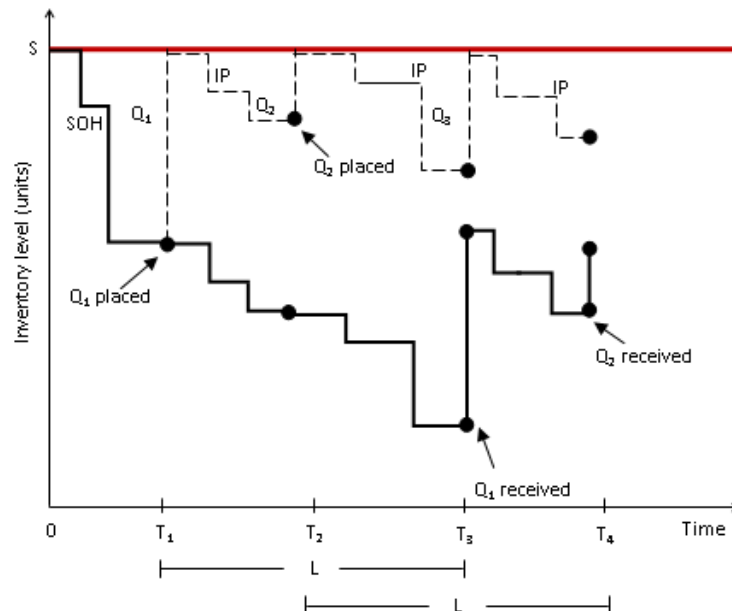 S
IP
IP
IP
Q₁
Q₂
Q₃
SOH
Q₂ placed
Inventory level (units)
Q₁ placed
Q₂ received
Q₁ received
0
T₁
T₂
T₃
T₄
Time
L
L